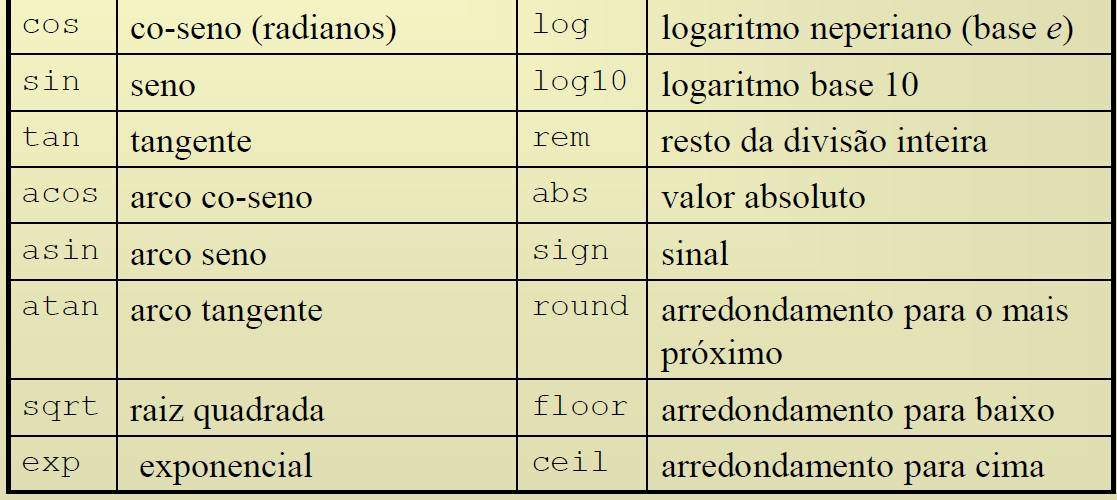 cos co-seno (radianos) log logaritmo neperiano (base e)
sin seno log10 logaritmo base 10
tan tangente rem resto da divisão inteira
acos arco co-seno abs valor absoluto
asin arco seno sign sinal
atan arco tangente round arredondamento para o mais
próximo
sqrt raiz quadrada floor arredondamento para baixo
exp exponencial ceil arredondamento para cima